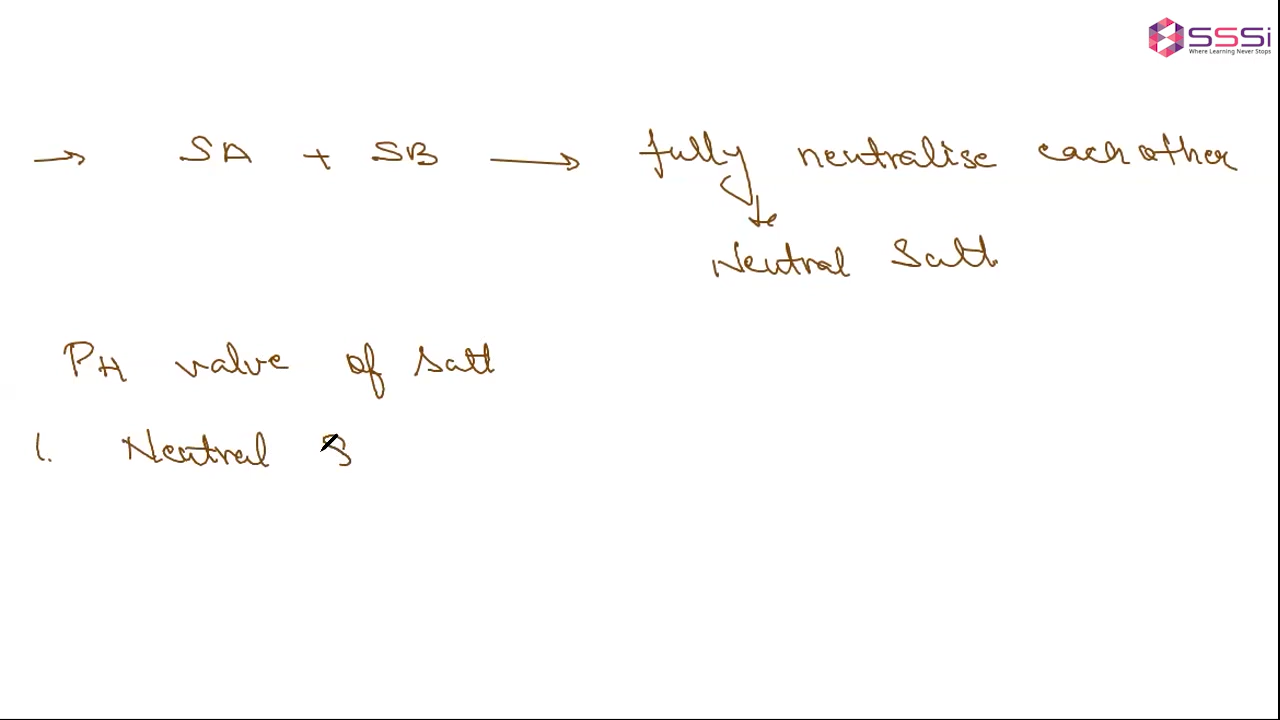 SSSi
Where Learning Never Stops
→ SA + SB → fully neutralise each other
↓
Neutral Salt
PH value of salt
1. Neutral S